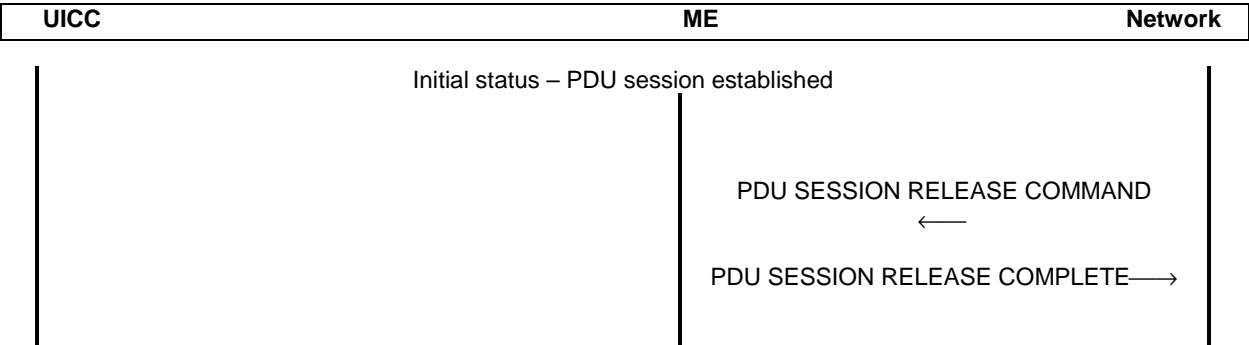 UICC ME Network
Initial status – PDU session established
PDU SESSION RELEASE COMMAND
←
PDU SESSION RELEASE COMPLETE→